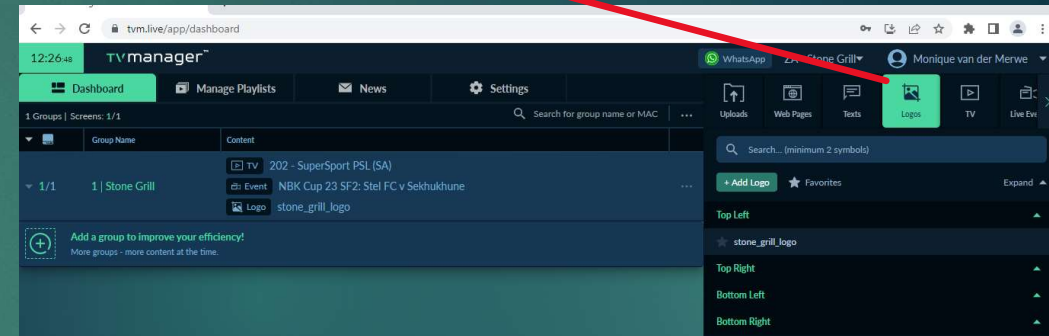 tvm.live/app/dashboard
12:26:48 TVmanager™ WhatsApp Stone Grill Monique van der Merwe
Dashboard Manage Playlists News Settings
Uploads Web Pages Texts Logos TV Live Eve
1 Groups | Screens: 1/1 Search for group name or MAC ...
Search... (minimum 2 symbols)
Group Name Content
TV 202 - SuperSport PSL (SA)
1/1 1 | Stone Grill Event NBK Cup 23 SF2: Stel FC v Sekhukhune ...
Logo stone_grill_logo
+ Add Logo Favorites Expand
Top Left
stone_grill_logo
Top Right
Bottom Left
Bottom Right
Add a group to improve your efficiency!
More groups - more content at the time.